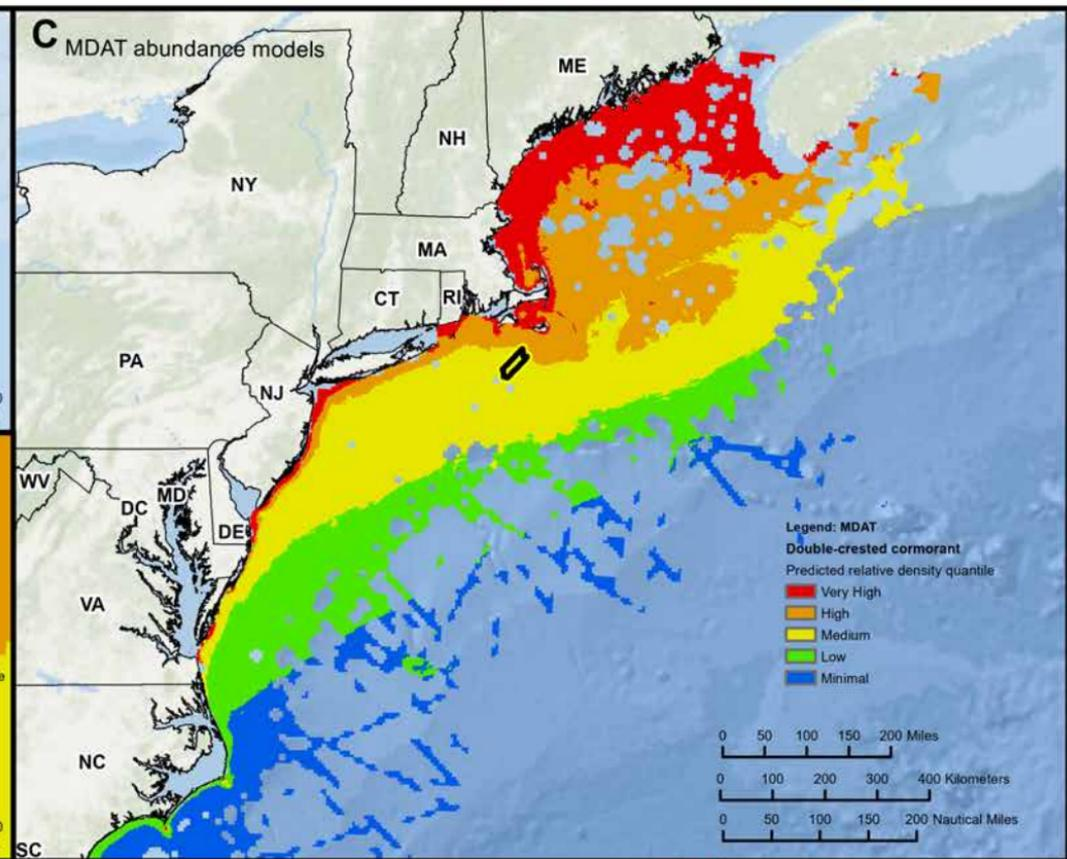 C MDAT abundance models
ME
NH
NY
MA
CT
RI
PA
NJ
WV
MD
DC
DE
VA
NC
SC
Legend: MDAT
Double-crested cormorant
Predicted relative density quantile
Very High
High
Medium
Low
Minimal
0 50 100 150 200 Miles
0 100 200 300 400 Kilometers
0 50 100 150 200 Nautical Miles